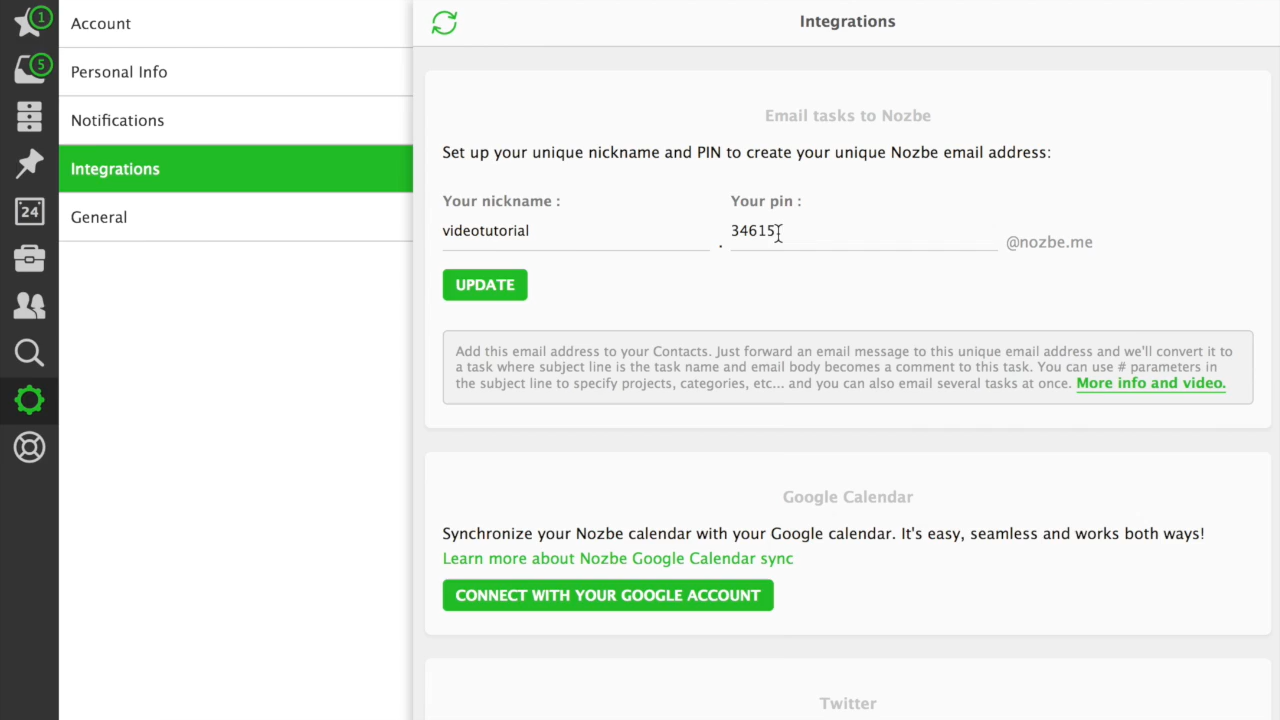 1
5
24
Account
Personal Info
Notifications
Integrations
General
Integrations
Email tasks to Nozbe
Set up your unique nickname and PIN to create your unique Nozbe email address:
Your nickname :
Your pin :
videotutorial
.
34615
@nozbe.me
UPDATE
Add this email address to your Contacts. Just forward an email message to this unique email address and we'll convert it to
a task where subject line is the task name and email body becomes a comment to this task. You can use # parameters in
the subject line to specify projects, categories, etc... and you can also email several tasks at once. More info and video.
Google Calendar
Synchronize your Nozbe calendar with your Google calendar. It's easy, seamless and works both ways!
Learn more about Nozbe Google Calendar sync
CONNECT WITH YOUR GOOGLE ACCOUNT
Twitter